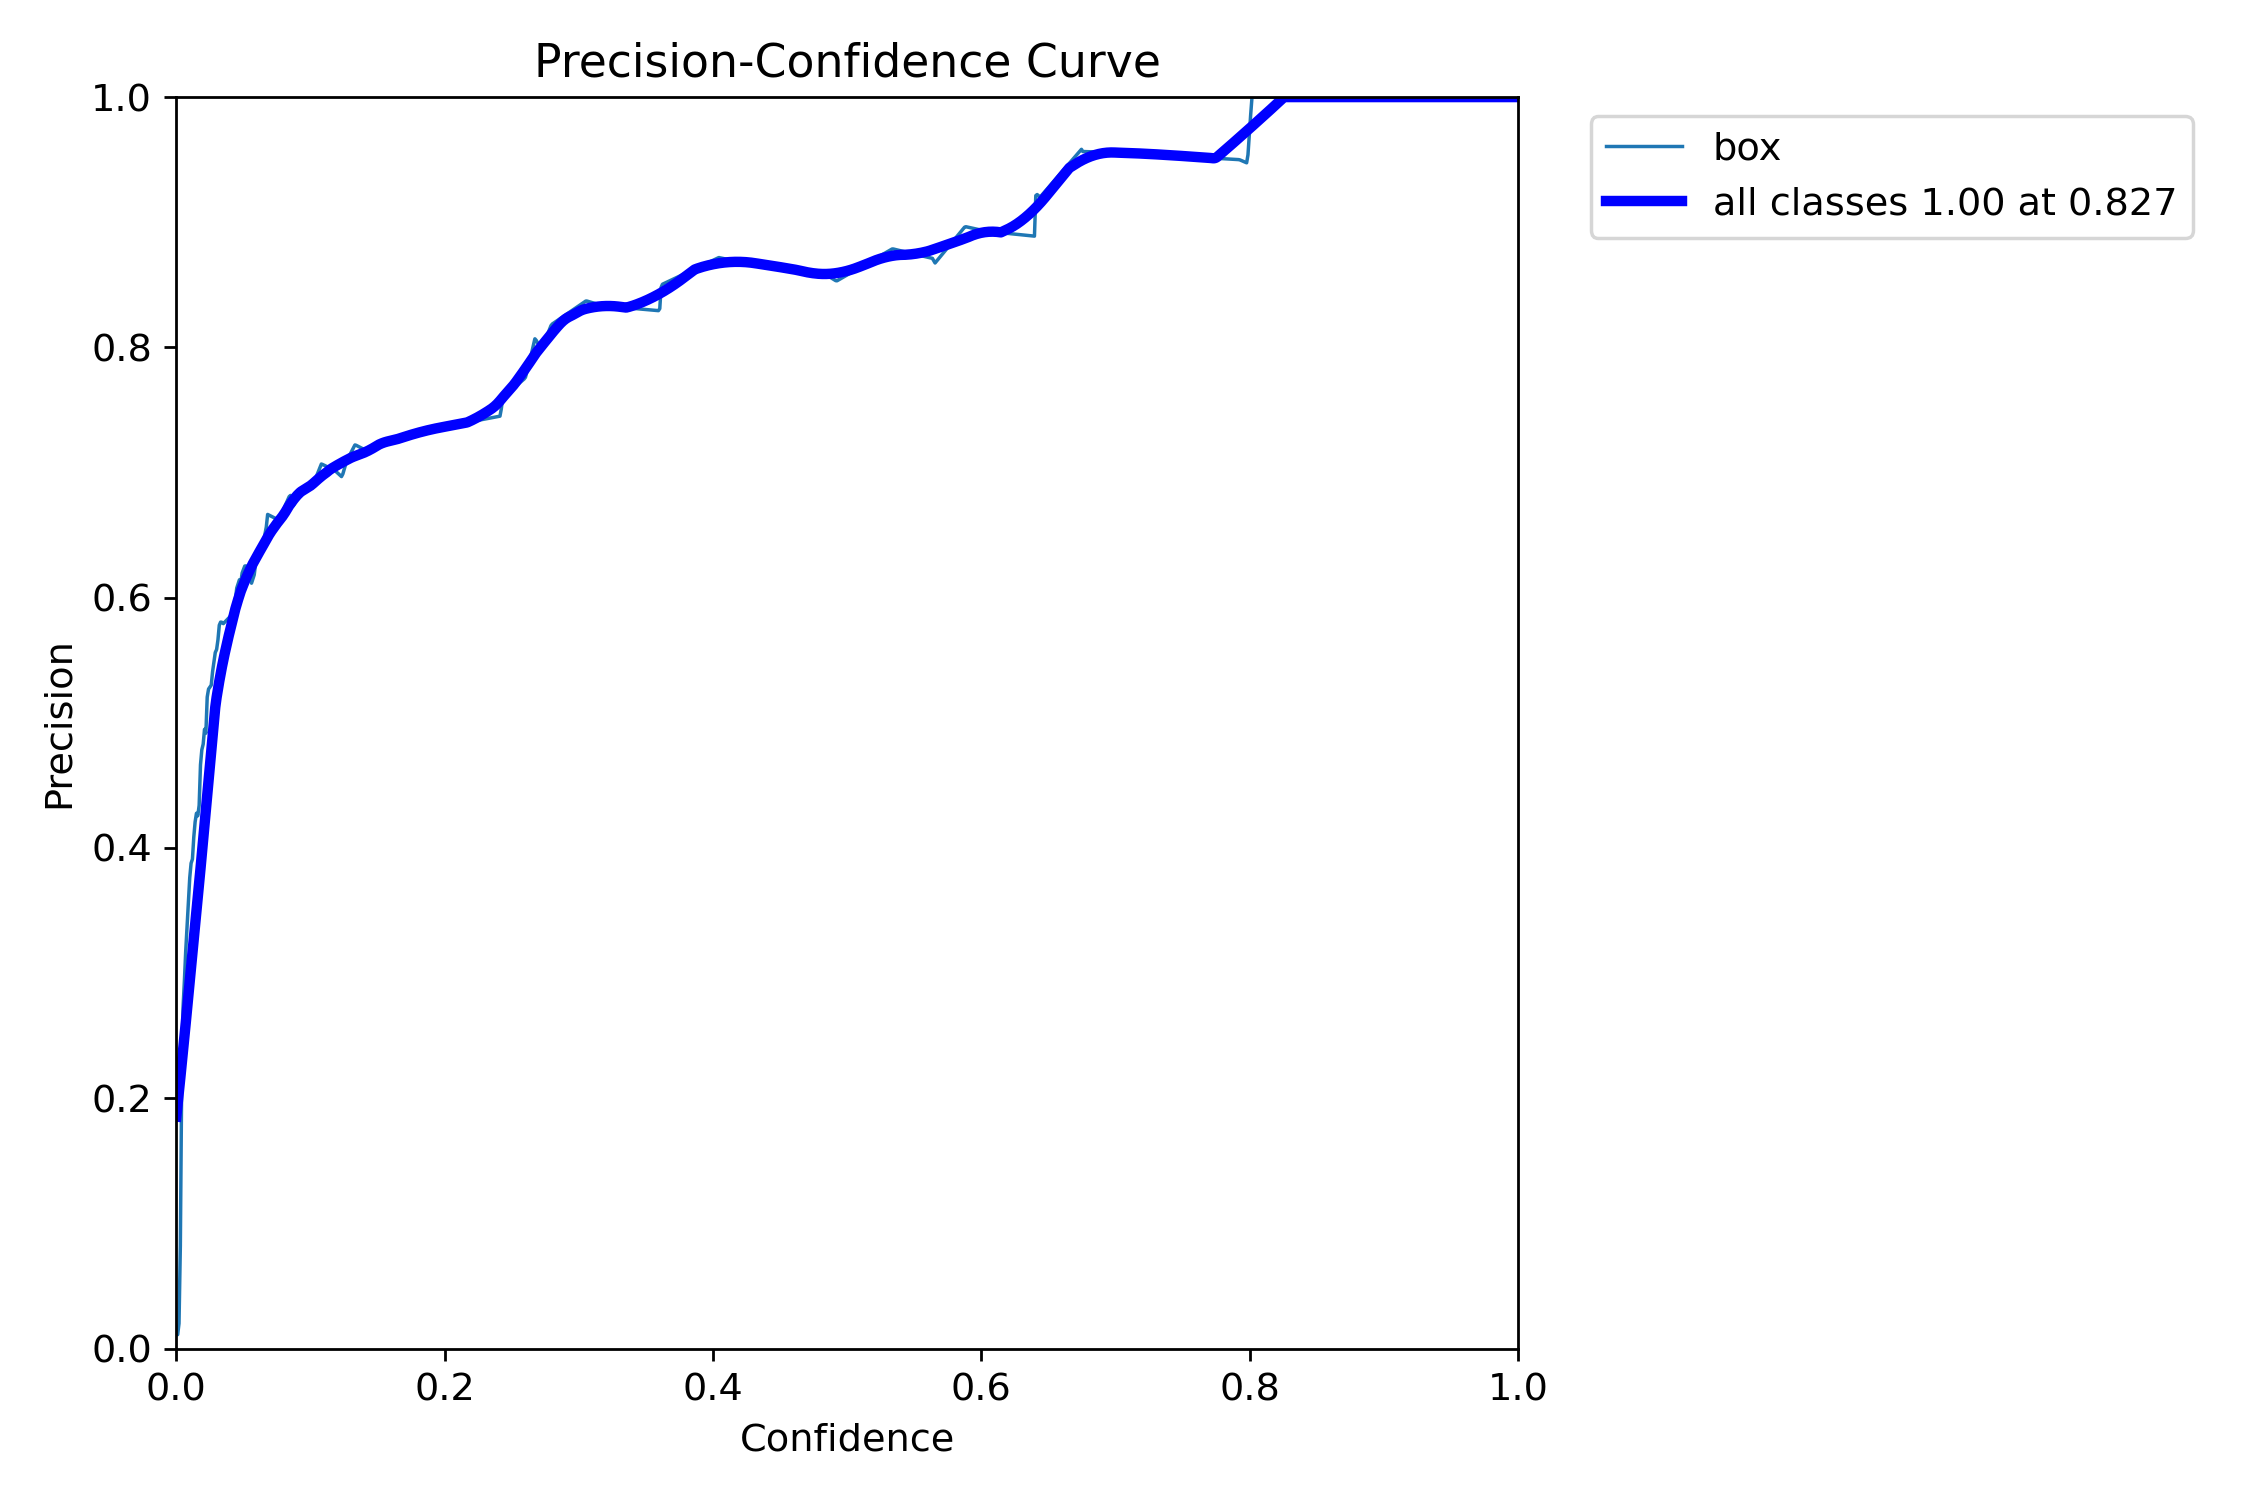 Precision-Confidence Curve
1.0
0.8
0.6
0.4
0.2
0.0
Precision
0.0 0.2 0.4 0.6 0.8 1.0
Confidence
box
all classes 1.00 at 0.827